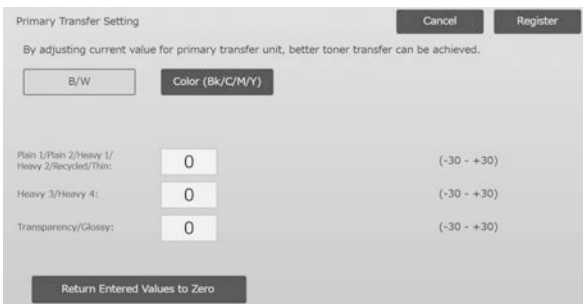 Primary Transfer Setting
Cancel
Register
By adjusting current value for primary transfer unit, better toner transfer can be achieved.
B/W
Color (Bk/C/M/Y)
Plain 1/Plain 2/Heavy 1/
Heavy 2/Recycled/Thin:
0
(-30 - +30)
Heavy 3/Heavy 4:
0
(-30 - +30)
Transparency/Glossy:
0
(-30 - +30)
Return Entered Values to Zero